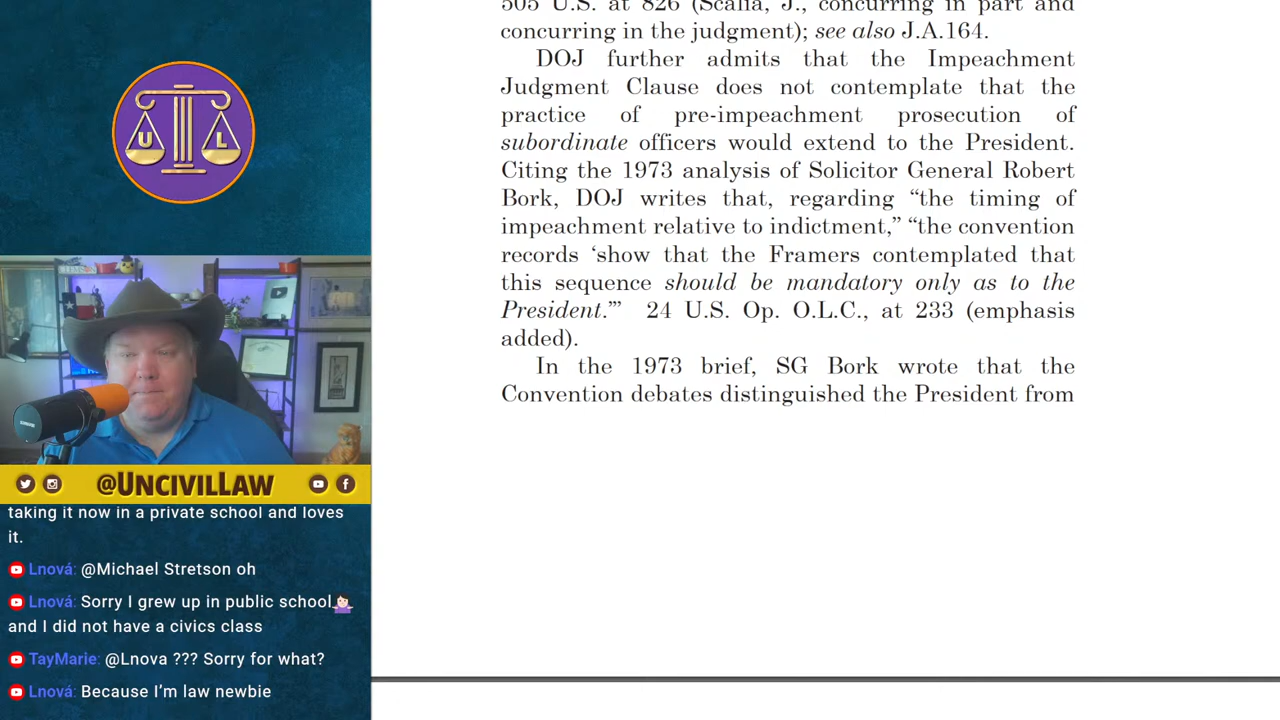 505 U.S. at 826 (Scalia, J., concurring in part and
concurring in the judgment); see also J.A.164.
DOJ further admits that the Impeachment
Judgment Clause does not contemplate that the
practice of pre-impeachment prosecution of
subordinate officers would extend to the President.
Citing the 1973 analysis of Solicitor General Robert
Bork, DOJ writes that, regarding “the timing of
impeachment relative to indictment,” “the convention
records ‘show that the Framers contemplated that
this sequence should be mandatory only as to the
President.’” 24 U.S. Op. O.L.C., at 233 (emphasis
added).
In the 1973 brief, SG Bork wrote that the
Convention debates distinguished the President from
U L
@UNCIVILLAW
taking it now in a private school and loves
it.
Lnová: @Michael Stretson oh
Lnová: Sorry I grew up in public school🤷🏻‍♀️
and I did not have a civics class
TayMarie: @Lnova ??? Sorry for what?
Lnová: Because I’m law newbie